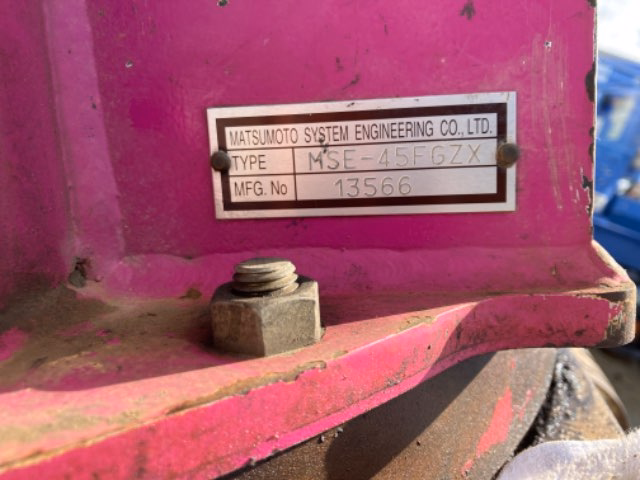 MATSUMOTO SYSTEM ENGINEERING CO., LTD.
TYPE MSE-45FGZX
MFG. No 13566